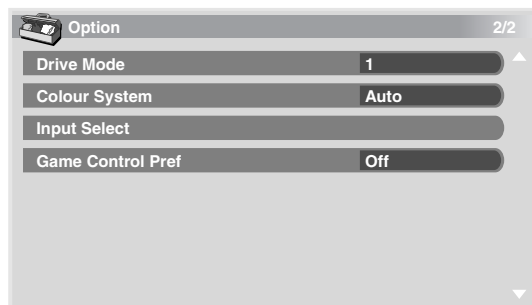 Option 2/2
Drive Mode 1
Colour System Auto
Input Select
Game Control Pref Off